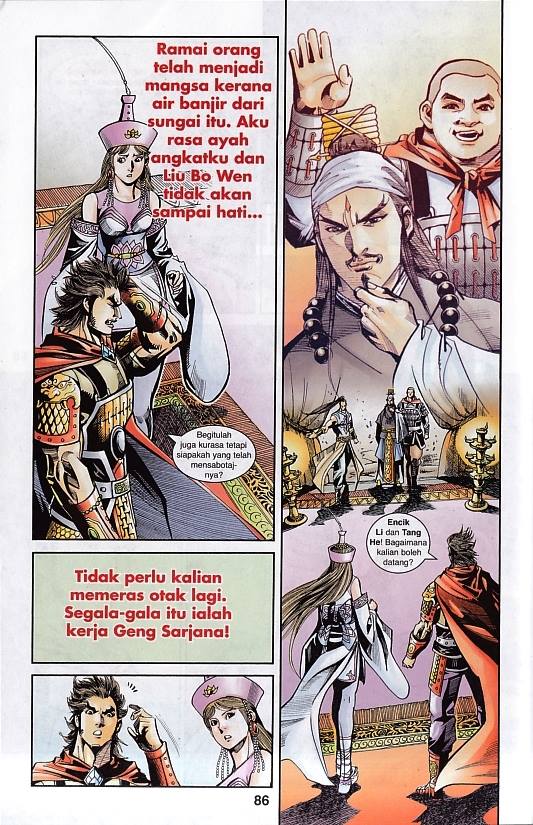 Ramai orang
telah menjadi
mangsa kerana
air banjir dari
sungai itu. Aku
rasa ayah
angkatku dan
Liu Bo Wen
tidak akan
sampai hati...
Begitulah
juga kurasa tetapi
siapakah yang telah
mensabotaj-
nya?
Tidak perlu kalian
memeras otak lagi.
Segala-gala itu ialah
kerja Geng Sarjana!
Encik
Li dan Tang
He! Bagaimana
kalian boleh
datang?
86